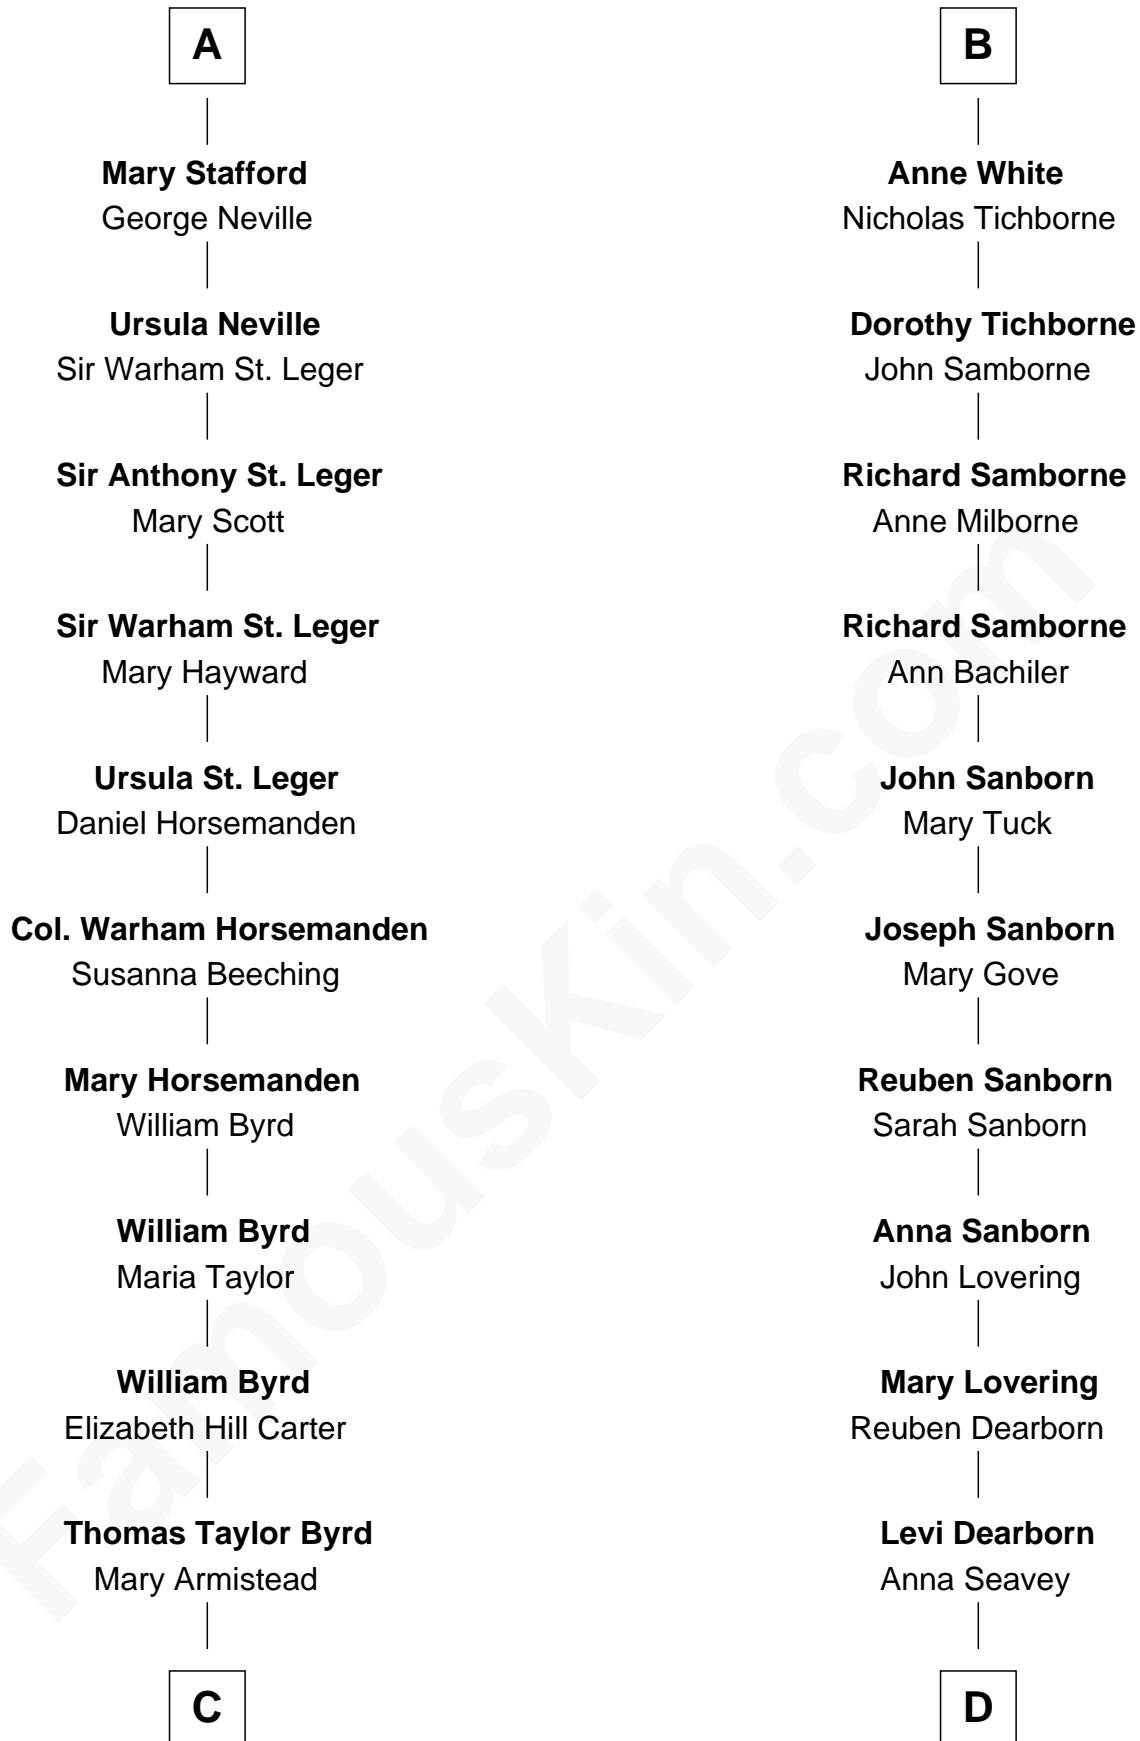 A
Mary Stafford
George Neville
Ursula Neville
Sir Warham St. Leger
Sir Anthony St. Leger
Mary Scott
Sir Warham St. Leger
Mary Hayward
Ursula St. Leger
Daniel Horsemanden
Col. Warham Horsemanden
Susanna Beeching
Mary Horsemanden
William Byrd
William Byrd
Maria Taylor
William Byrd
Elizabeth Hill Carter
Thomas Taylor Byrd
Mary Armistead
C
B
Anne White
Nicholas Tichborne
Dorothy Tichborne
John Samborne
Richard Samborne
Anne Milborne
Richard Samborne
Ann Bachiler
John Sanborn
Mary Tuck
Joseph Sanborn
Mary Gove
Reuben Sanborn
Sarah Sanborn
Anna Sanborn
John Lovering
Mary Lovering
Reuben Dearborn
Levi Dearborn
Anna Seavey
D
FamousKin.com